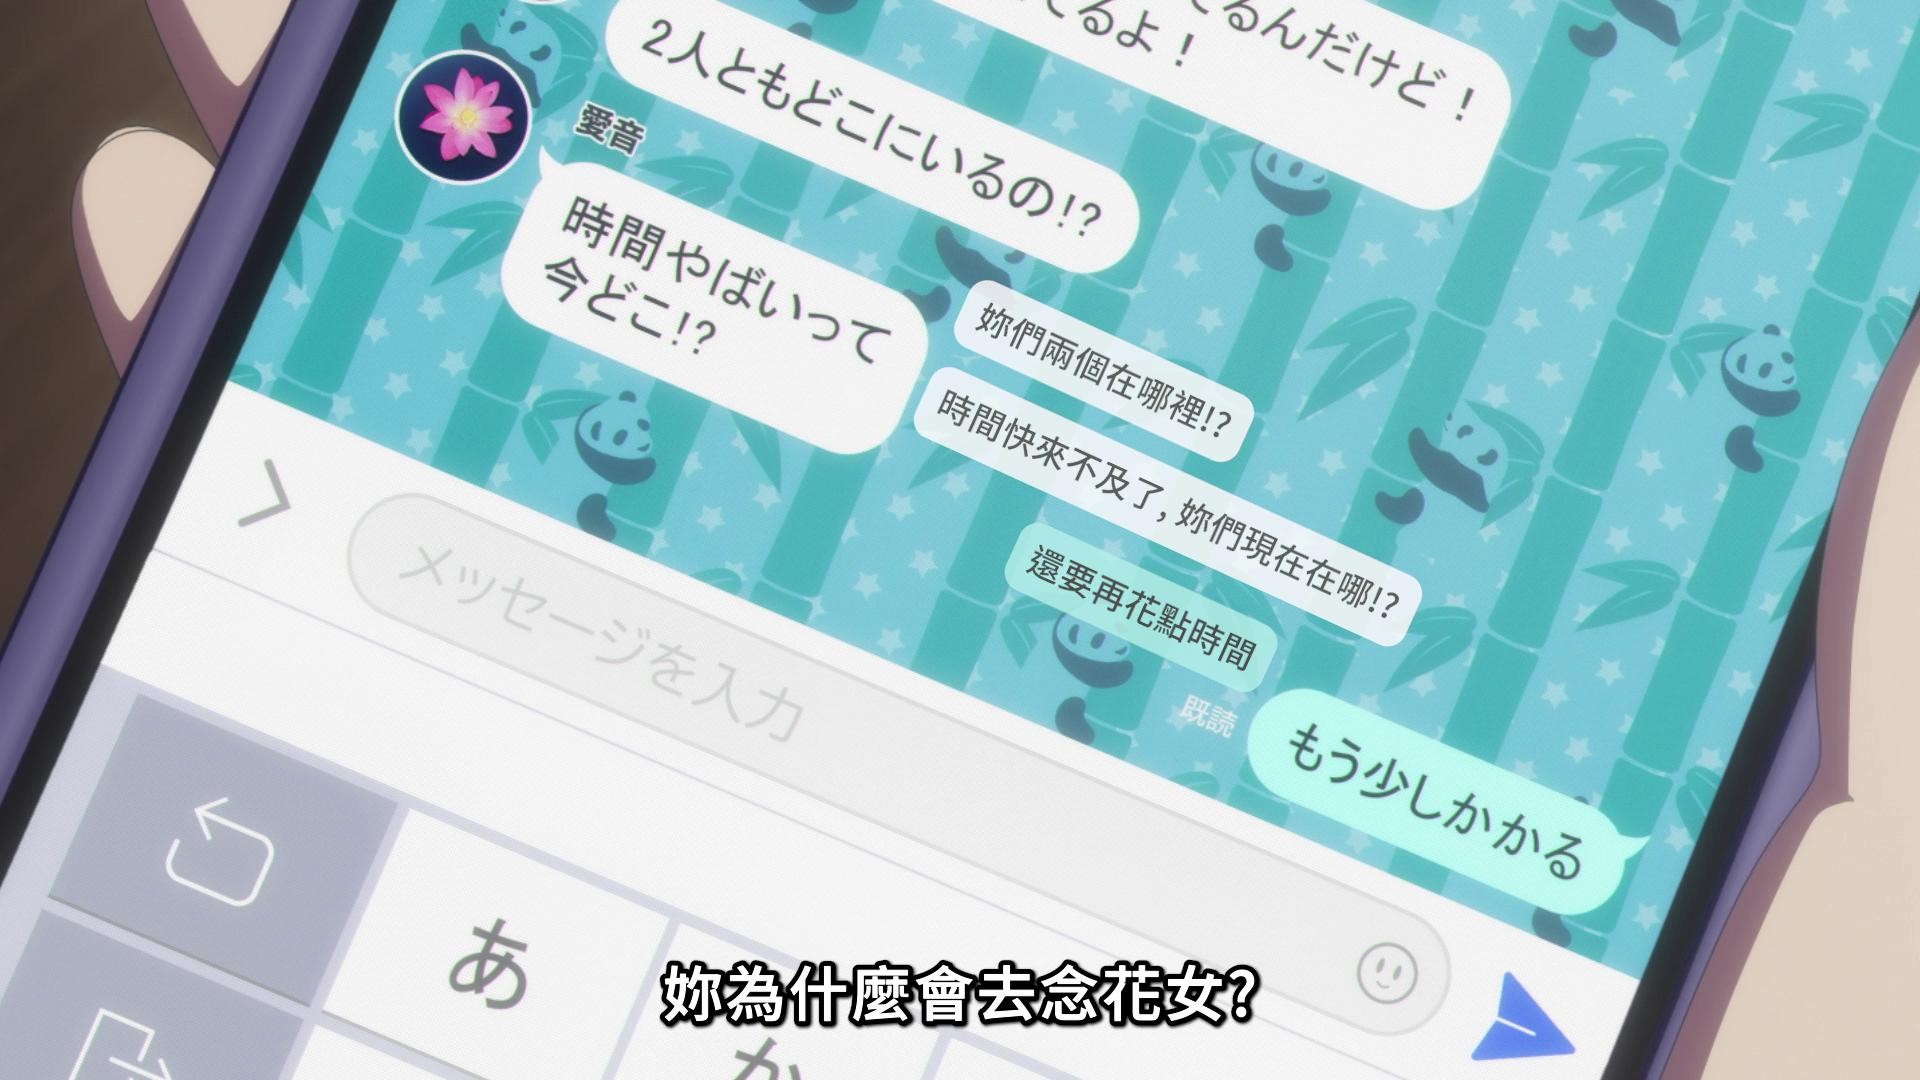 てるんだけど！
てるよ！
2人ともどこにいるの!?
愛音
時間やばいって
今どこ!?
妳們兩個在哪裡!?
時間快來不及了,妳們現在在哪!?
還要再花點時間
既読
もう少しかかる
メッセージを入力
あ
か
妳為什麼會去念花女?